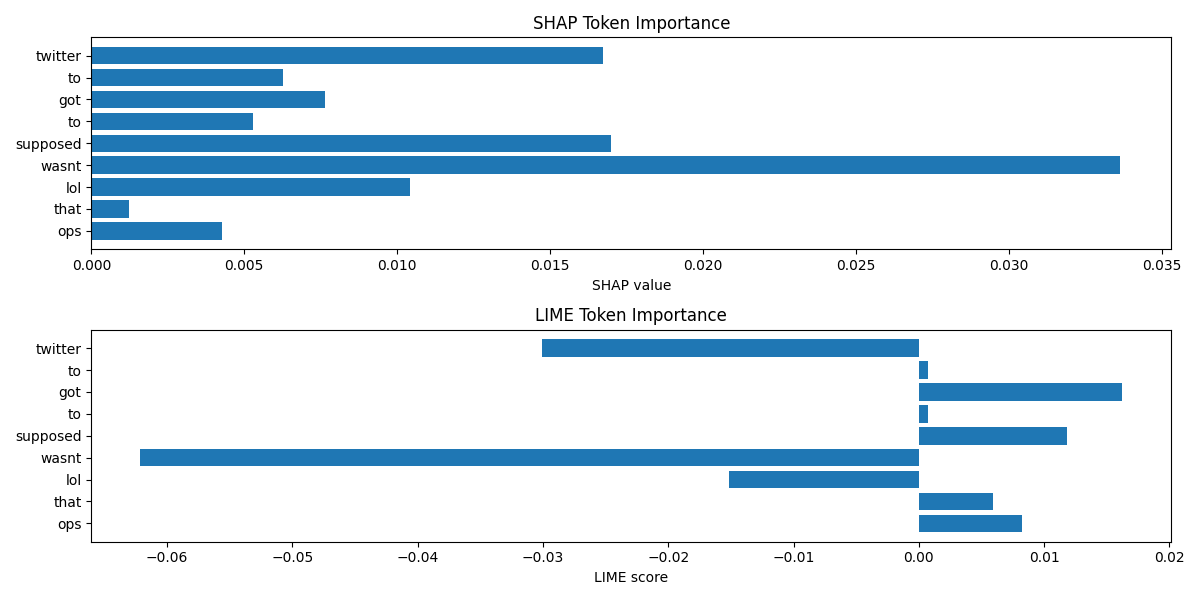 SHAP Token Importance
twitter
to
got
to
supposed
wasnt
lol
that
ops
0.000 0.005 0.010 0.015 0.020 0.025 0.030 0.035
SHAP value
LIME Token Importance
twitter
to
got
to
supposed
wasnt
lol
that
ops
−0.06 −0.05 −0.04 −0.03 −0.02 −0.01 0.00 0.01 0.02
LIME score